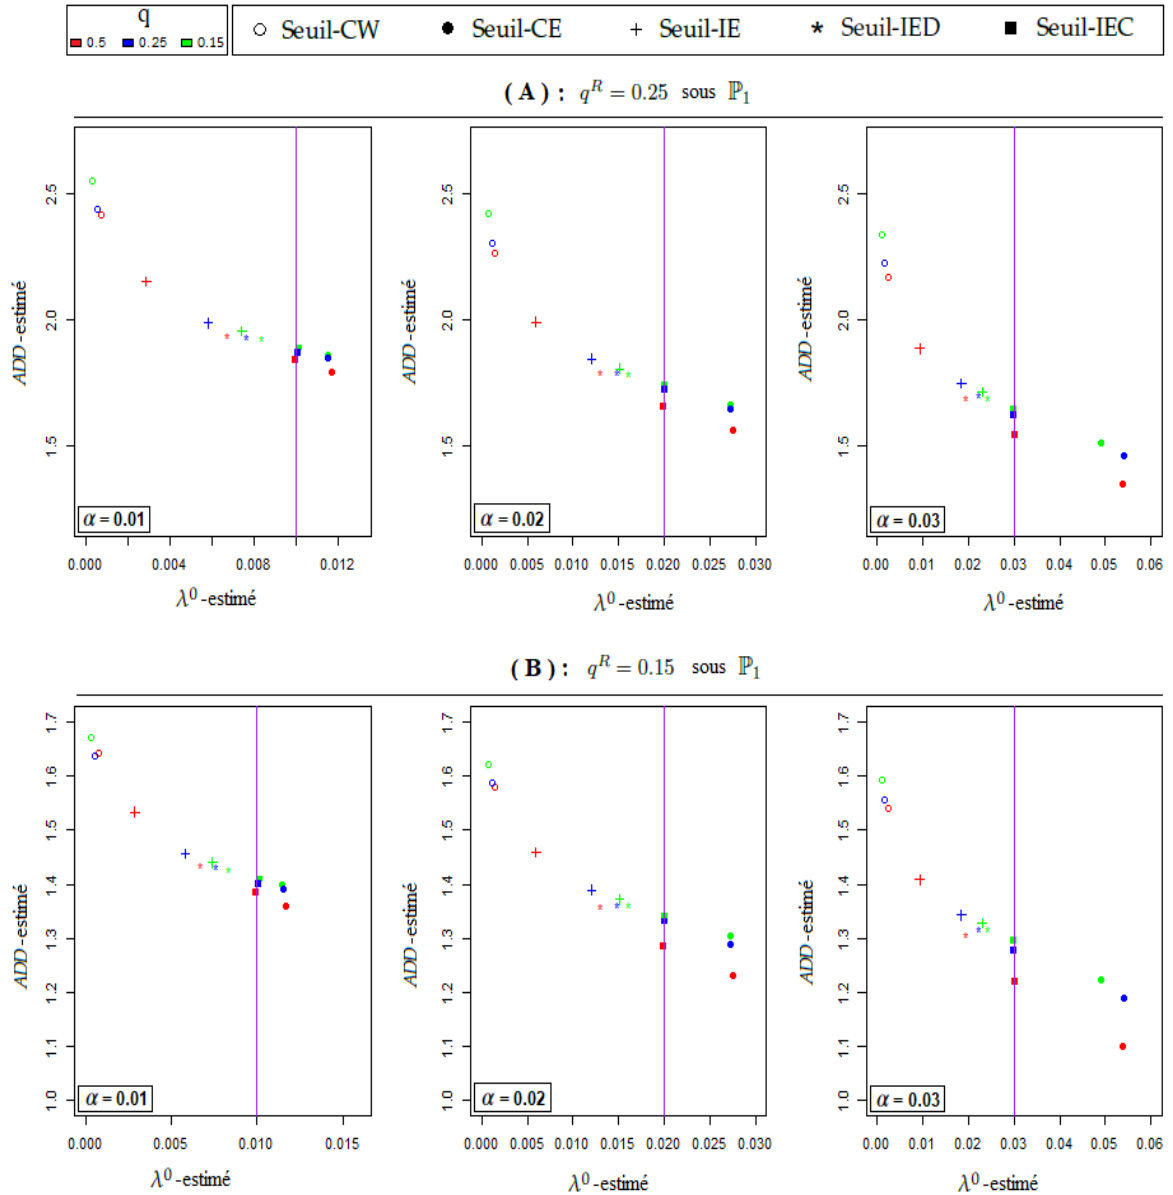 q
0.5 0.25 0.15
Seuil-CW Seuil-CE Seuil-IE Seuil-IED Seuil-IEC
( A ) : q^R = 0.25 sous ℙ₁
2.5
2.0
1.5
ADD -estimé
α = 0.01
0.000 0.004 0.008 0.012
λ⁰ -estimé
2.5
2.0
1.5
ADD -estimé
α = 0.02
0.000 0.005 0.010 0.015 0.020 0.025 0.030
λ⁰ -estimé
2.5
2.0
1.5
ADD -estimé
α = 0.03
0.00 0.01 0.02 0.03 0.04 0.05 0.06
λ⁰ -estimé
( B ) : q^R = 0.15 sous ℙ₁
1.7
1.6
1.5
1.4
1.3
1.2
1.1
1.0
ADD -estimé
α = 0.01
0.000 0.005 0.010 0.015
λ⁰ -estimé
1.7
1.6
1.5
1.4
1.3
1.2
1.1
1.0
ADD -estimé
α = 0.02
0.000 0.005 0.010 0.015 0.020 0.025 0.030
λ⁰ -estimé
1.7
1.6
1.5
1.4
1.3
1.2
1.1
1.0
ADD -estimé
α = 0.03
0.00 0.01 0.02 0.03 0.04 0.05 0.06
λ⁰ -estimé